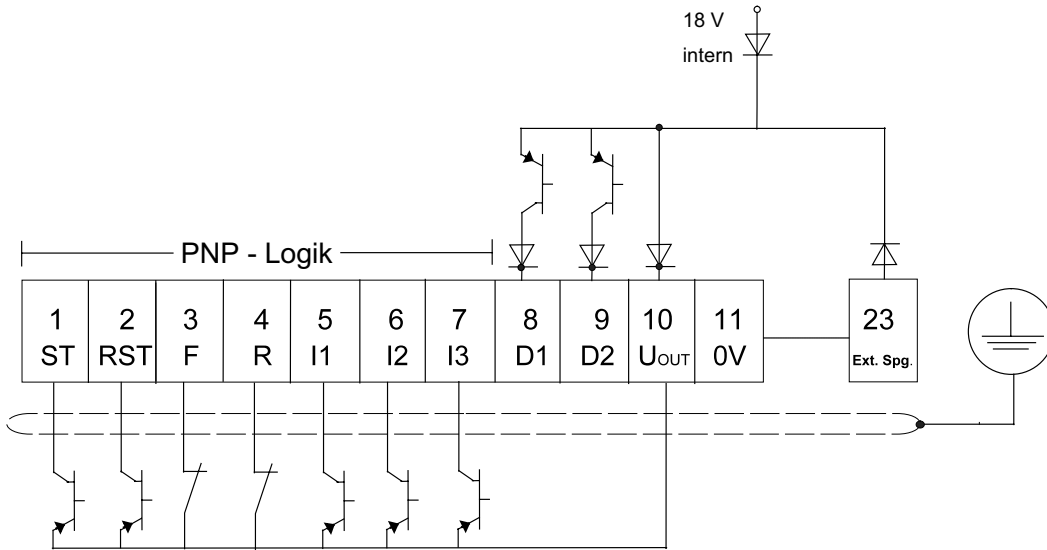 18 V
intern
PNP - Logik
1 2 3 4 5 6 7 8 9 10 11 23
ST RST F R I1 I2 I3 D1 D2 UOUT 0V Ext. Spg.